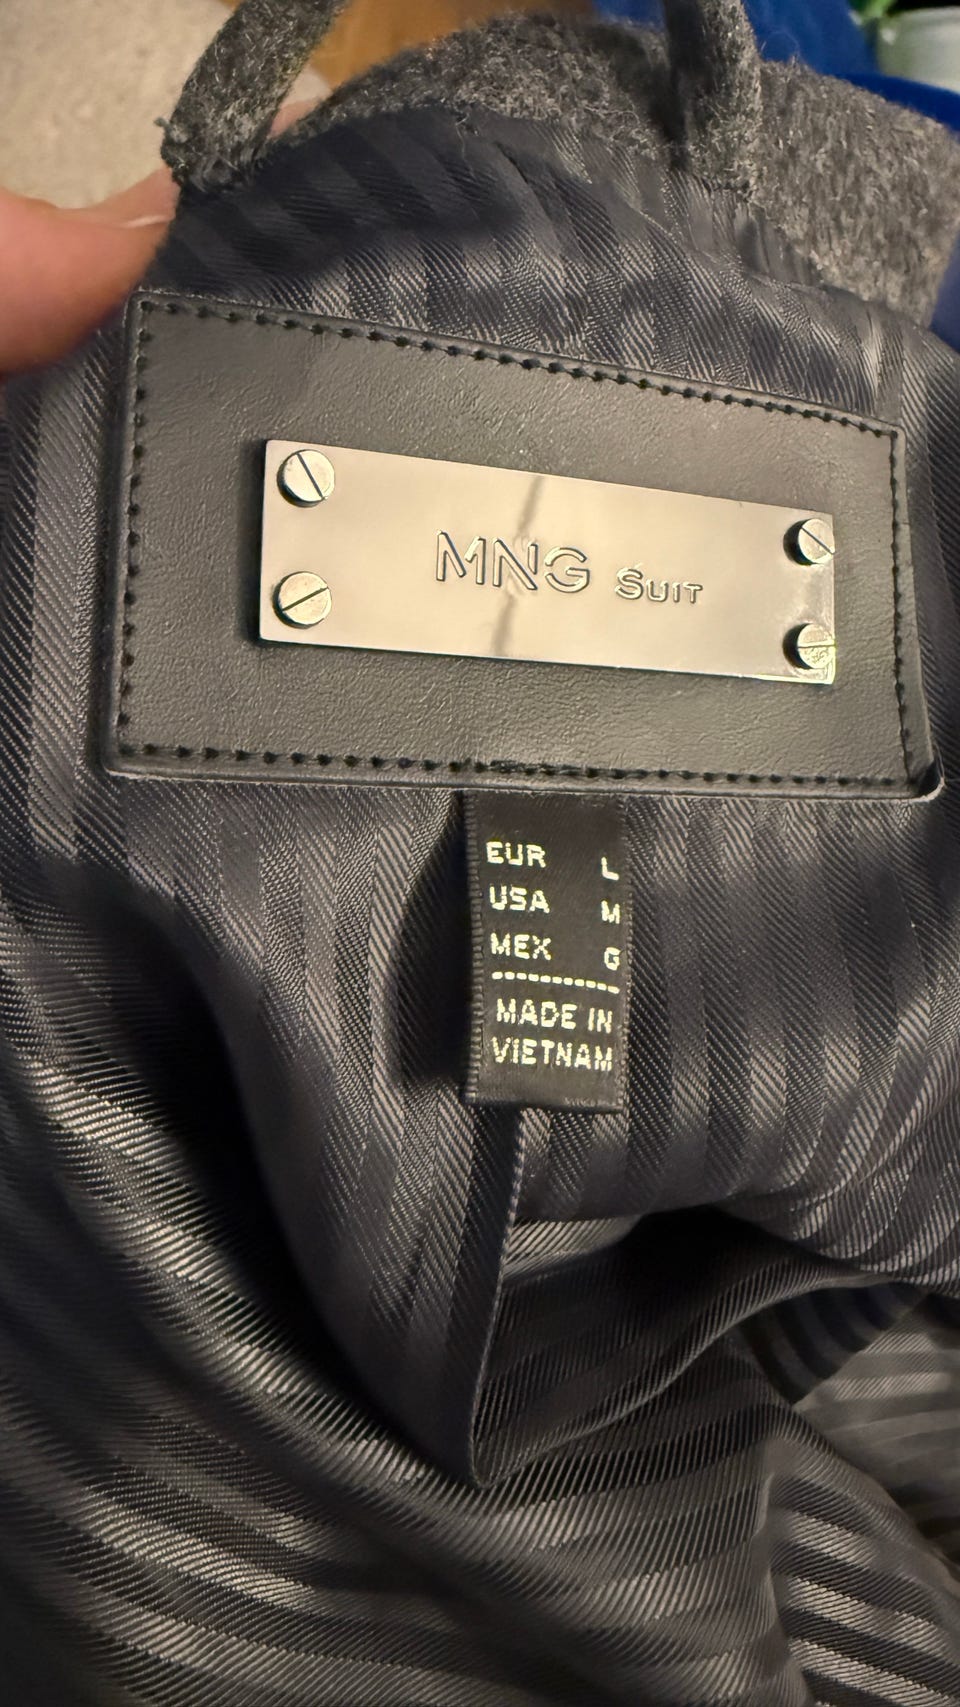 MNG SUIT
EUR L
USA M
MEX G
MADE IN
VIETNAM